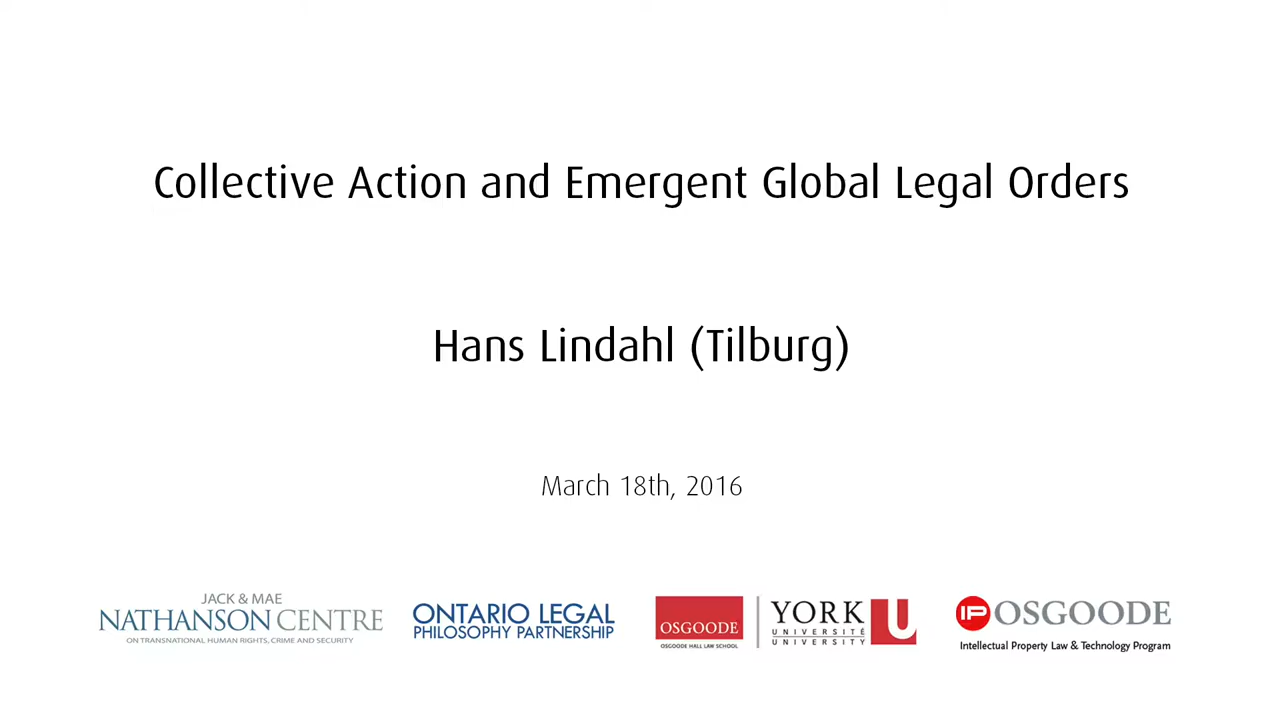 Collective Action and Emergent Global Legal Orders
Hans Lindahl (Tilburg)
March 18th, 2016
JACK & MAE
NATHANSON CENTRE
ON TRANSNATIONAL HUMAN RIGHTS, CRIME AND SECURITY
ONTARIO LEGAL
PHILOSOPHY PARTNERSHIP
OSGOODE
OSGOODE HALL LAW SCHOOL
YORK U
UNIVERSITÉ
UNIVERSITY
IP OSGOODE
Intellectual Property Law & Technology Program